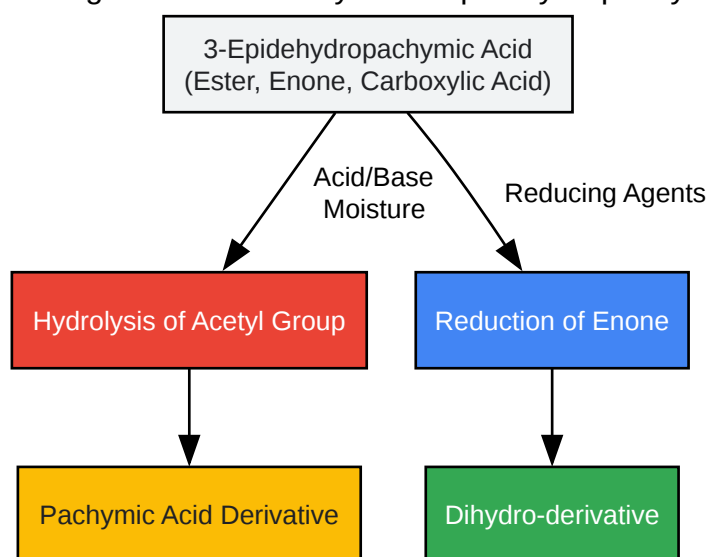 3-Epidehydropachymic Acid
(Ester, Enone, Carboxylic Acid)
Acid/Base
Moisture
Reducing Agents
Hydrolysis of Acetyl Group
Reduction of Enone
Pachymic Acid Derivative
Dihydro-derivative